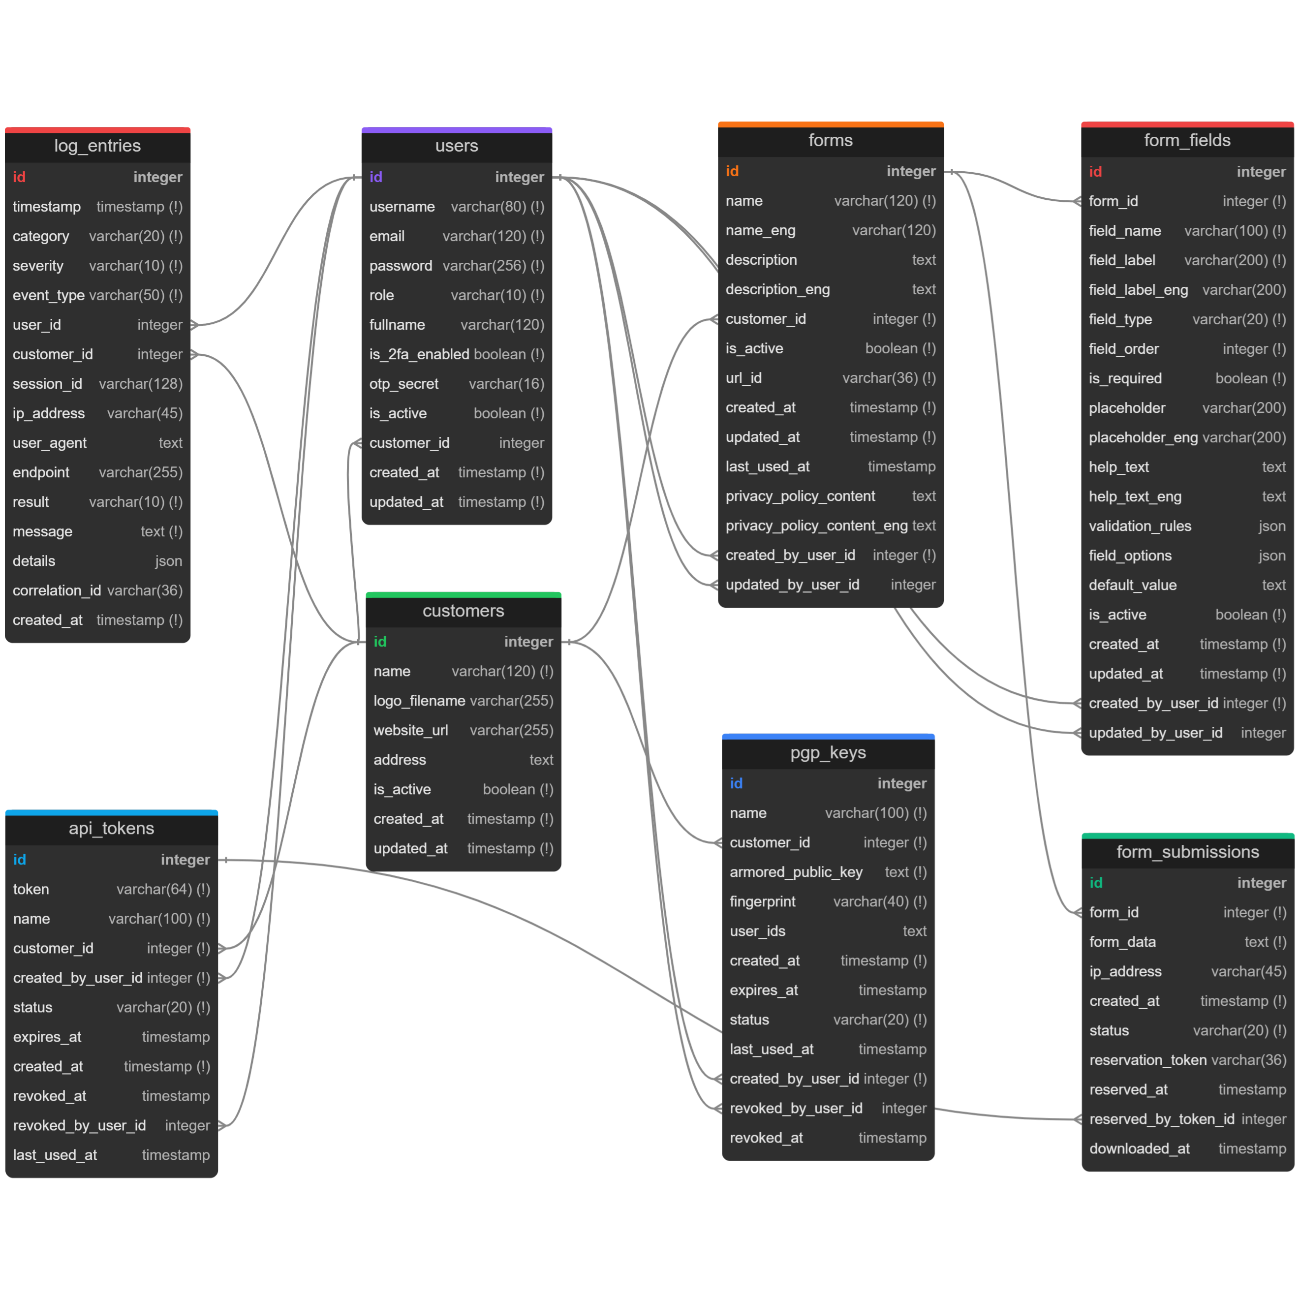 log_entries
id integer
timestamp timestamp (!)
category varchar(20) (!)
severity varchar(10) (!)
event_type varchar(50) (!)
user_id integer
customer_id integer
session_id varchar(128)
ip_address varchar(45)
user_agent text
endpoint varchar(255)
result varchar(10) (!)
message text (!)
details json
correlation_id varchar(36)
created_at timestamp (!)
users
id integer
username varchar(80) (!)
email varchar(120) (!)
password varchar(256) (!)
role varchar(10) (!)
fullname varchar(120)
is_2fa_enabled boolean (!)
otp_secret varchar(16)
is_active boolean (!)
customer_id integer
created_at timestamp (!)
updated_at timestamp (!)
forms
id integer
name varchar(120) (!)
name_eng varchar(120)
description text
description_eng text
customer_id integer (!)
is_active boolean (!)
url_id varchar(36) (!)
created_at timestamp (!)
updated_at timestamp (!)
last_used_at timestamp
privacy_policy_content text
privacy_policy_content_eng text
created_by_user_id integer (!)
updated_by_user_id integer
form_fields
id integer
form_id integer (!)
field_name varchar(100) (!)
field_label varchar(200) (!)
field_label_eng varchar(200)
field_type varchar(20) (!)
field_order integer (!)
is_required boolean (!)
placeholder varchar(200)
placeholder_eng varchar(200)
help_text text
help_text_eng text
validation_rules json
field_options json
default_value text
is_active boolean (!)
created_at timestamp (!)
updated_at timestamp (!)
created_by_user_id integer (!)
updated_by_user_id integer
customers
id integer
name varchar(120) (!)
logo_filename varchar(255)
website_url varchar(255)
address text
is_active boolean (!)
created_at timestamp (!)
updated_at timestamp (!)
pgp_keys
id integer
name varchar(100) (!)
customer_id integer (!)
armored_public_key text (!)
fingerprint varchar(40) (!)
user_ids text
created_at timestamp (!)
expires_at timestamp
status varchar(20) (!)
last_used_at timestamp
created_by_user_id integer (!)
revoked_by_user_id integer
revoked_at timestamp
api_tokens
id integer
token varchar(64) (!)
name varchar(100) (!)
customer_id integer (!)
created_by_user_id integer (!)
status varchar(20) (!)
expires_at timestamp
created_at timestamp (!)
revoked_at timestamp
revoked_by_user_id integer
last_used_at timestamp
form_submissions
id integer
form_id integer (!)
form_data text (!)
ip_address varchar(45)
created_at timestamp (!)
status varchar(20) (!)
reservation_token varchar(36)
reserved_at timestamp
reserved_by_token_id integer
downloaded_at timestamp